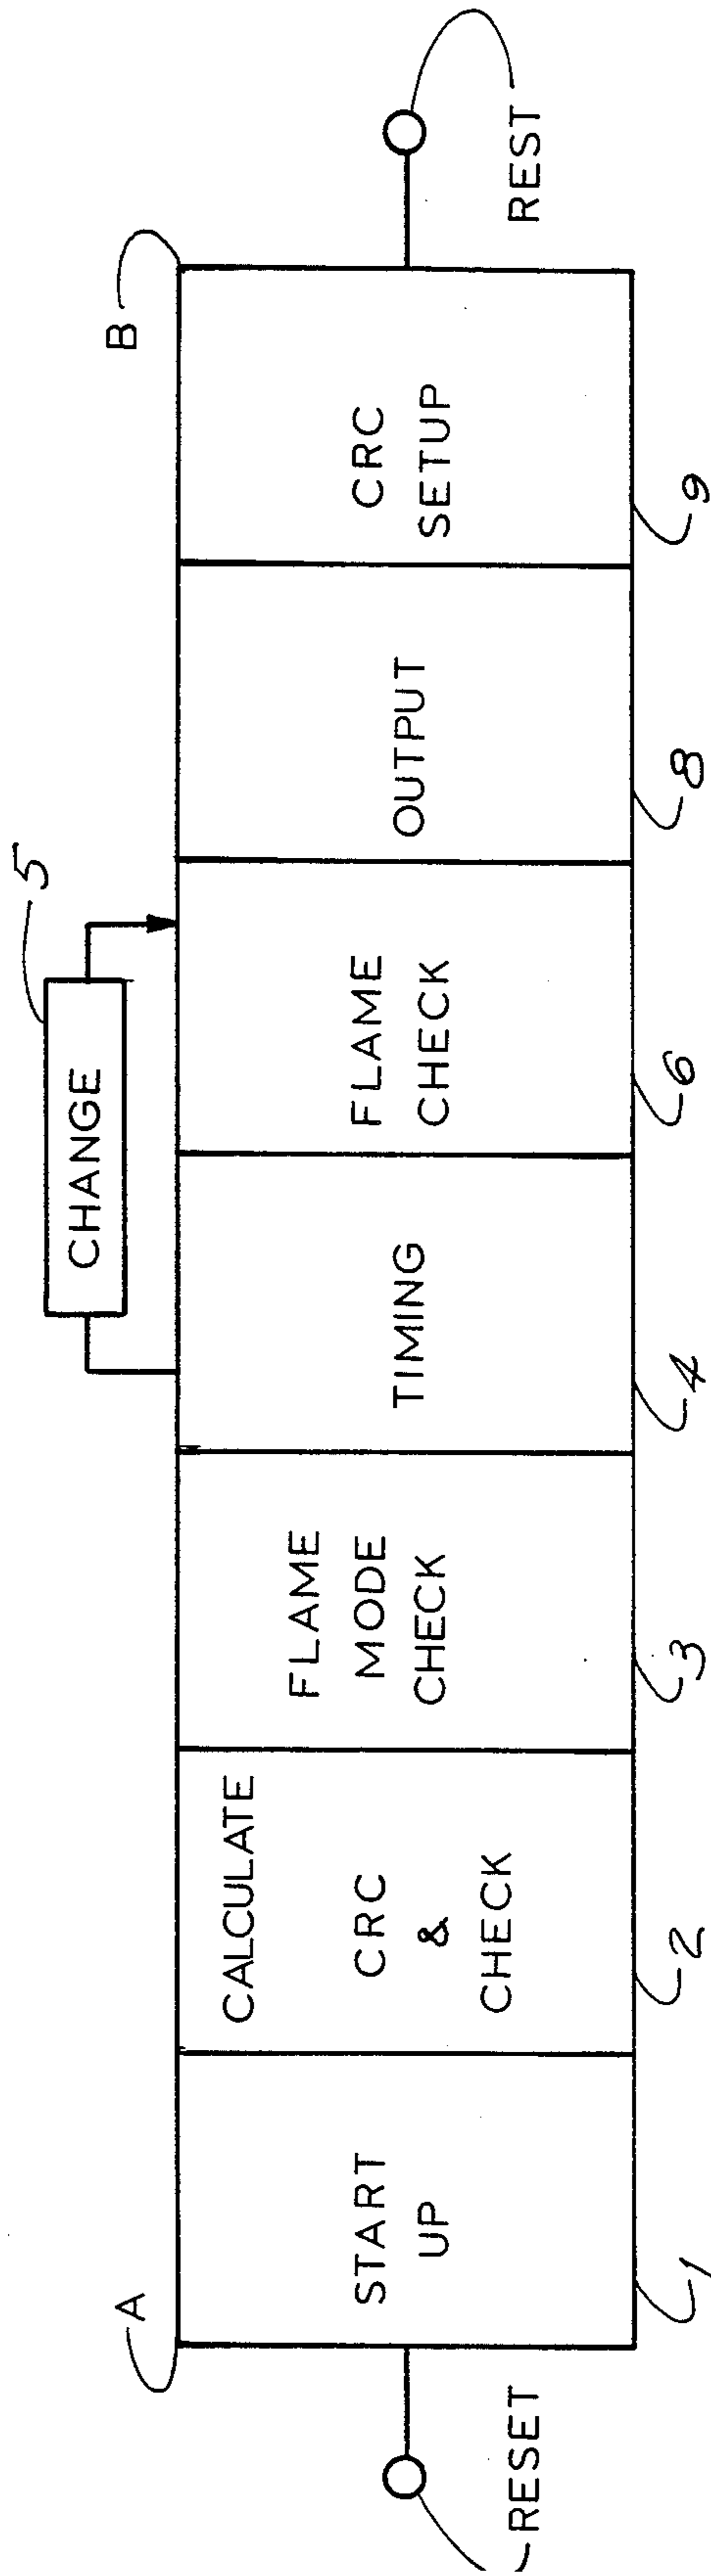 A
B
CHANGE
5
START
UP
CALCULATE
CRC
&
CHECK
FLAME
MODE
CHECK
TIMING
FLAME
CHECK
OUTPUT
CRC
SETUP
RESET
REST
1
2
3
4
6
8
9